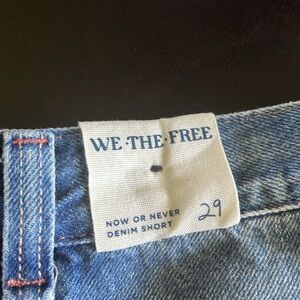 WE·THE·FREE
NOW OR NEVER
DENIM SHORT
29